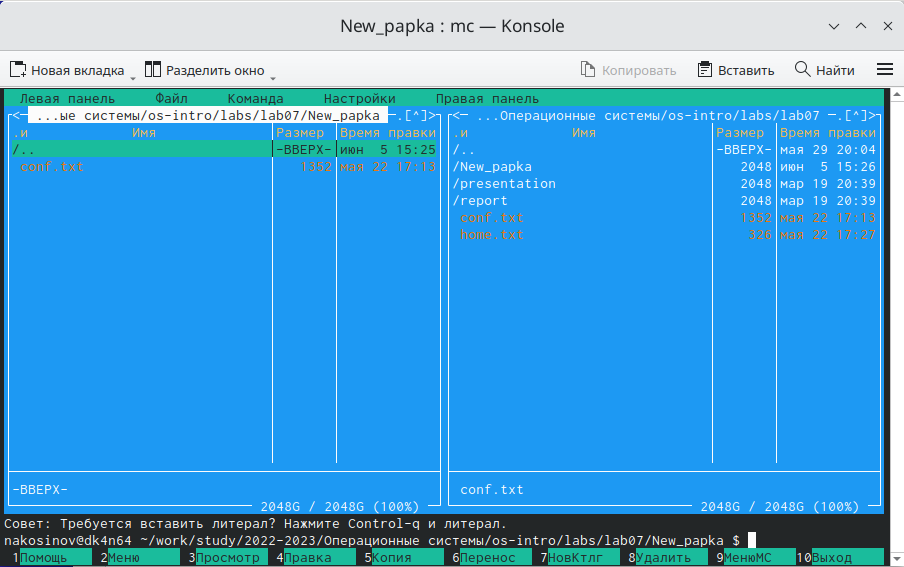 New_papka : mc — Konsole
Новая вкладка Разделить окно Копировать Вставить Найти
Левая панель Файл Команда Настройки Правая панель
<— ...ые системы/os-intro/labs/lab07/New_papka —.[^]> <— ...Операционные системы/os-intro/labs/lab07 —.[^]>
.и Имя Размер Время правки .и Имя Размер Время правки
/.. -ВВЕРХ- июн 5 15:25 /.. -ВВЕРХ- мая 29 20:04
conf.txt 1352 мая 22 17:13 /New_papka 2048 июн 5 15:26
/presentation 2048 мар 19 20:39
/report 2048 мар 19 20:39
conf.txt 1352 мая 22 17:13
home.txt 326 мая 22 17:27
-ВВЕРХ- conf.txt
2048G / 2048G (100%) 2048G / 2048G (100%)
Совет: Требуется вставить литерал? Нажмите Control-q и литерал.
nakosinov@dk4n64 ~/work/study/2022-2023/Операционные системы/os-intro/labs/lab07/New_papka $
1Помощь 2Меню 3Просмотр 4Правка 5Копия 6Перенос 7НовКтлг 8Удалить 9МенюМС 10Выход